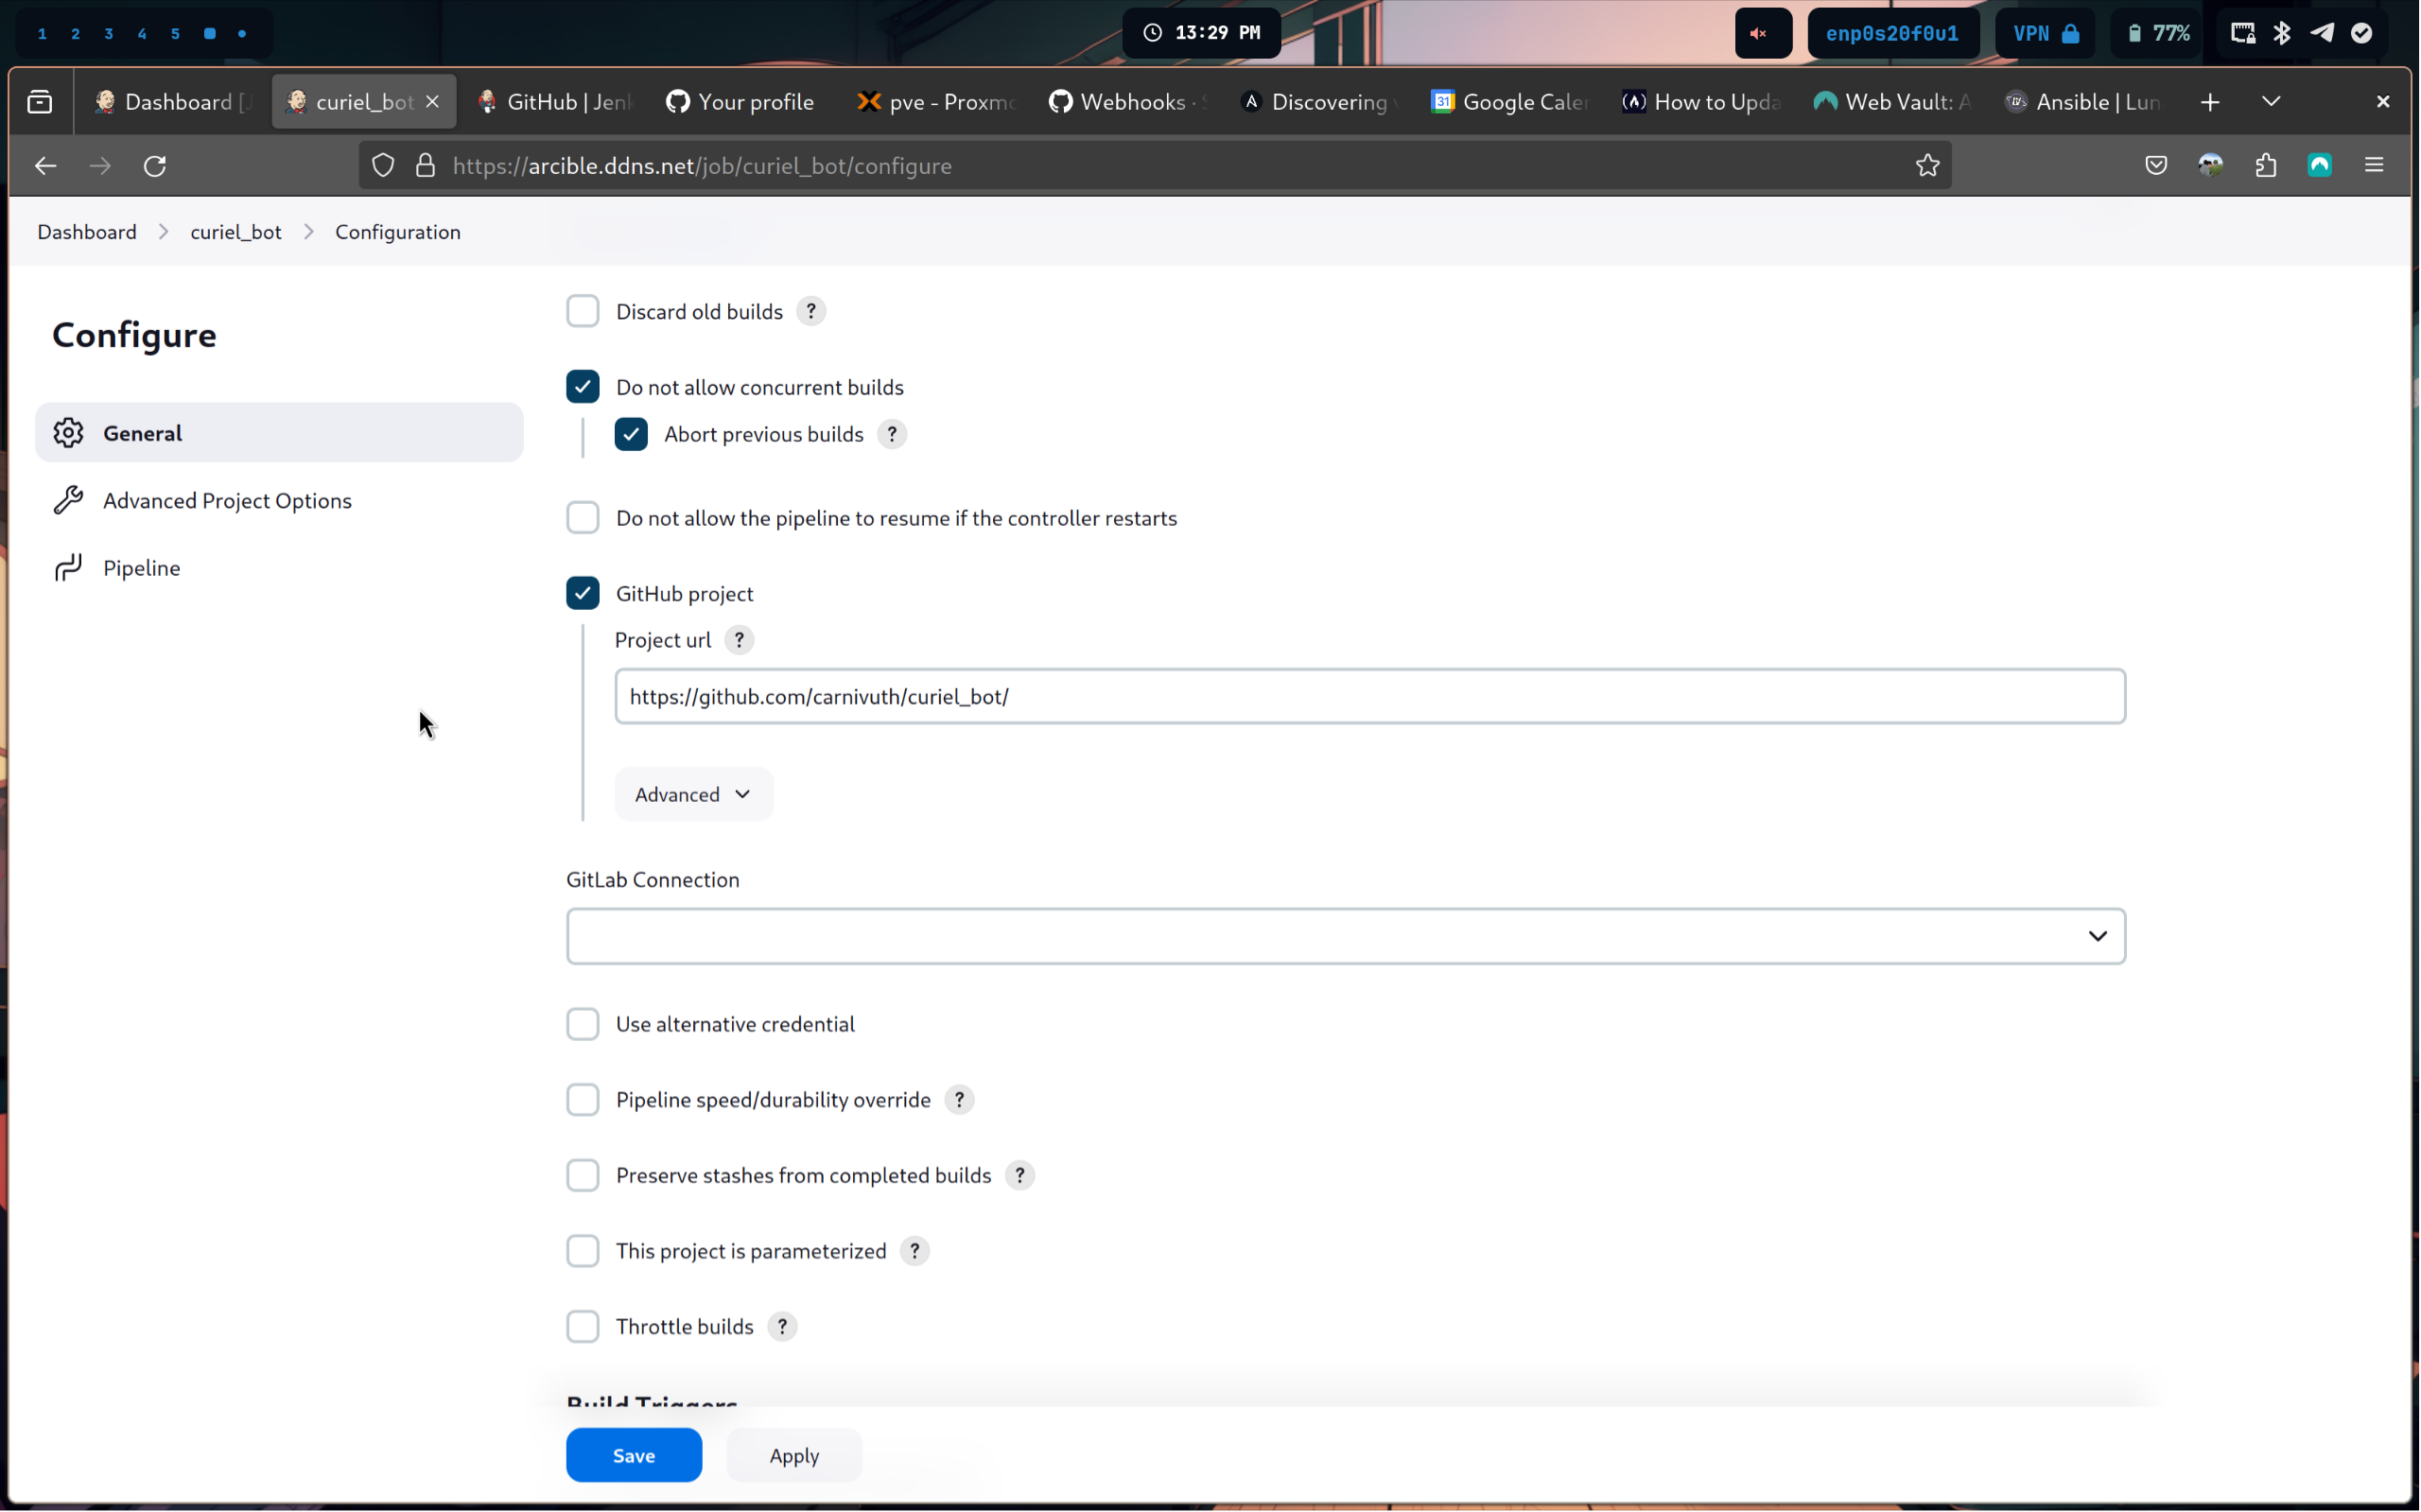 1 2 3 4 5
13:29 PM
enp0s20f0u1
VPN
77%
Dashboard [
curiel_bot
GitHub | Jenk
Your profile
pve - Proxmo
Webhooks ·
Discovering
31 Google Caler
How to Upda
Web Vault: A
Ansible | Lun
https://arcible.ddns.net/job/curiel_bot/configure
Dashboard
curiel_bot
Configuration
Configure
General
Advanced Project Options
Pipeline
Discard old builds ?
Do not allow concurrent builds
Abort previous builds ?
Do not allow the pipeline to resume if the controller restarts
GitHub project
Project url ?
https://github.com/carnivuth/curiel_bot/
Advanced
GitLab Connection
Use alternative credential
Pipeline speed/durability override ?
Preserve stashes from completed builds ?
This project is parameterized ?
Throttle builds ?
Build Triggers
Save
Apply